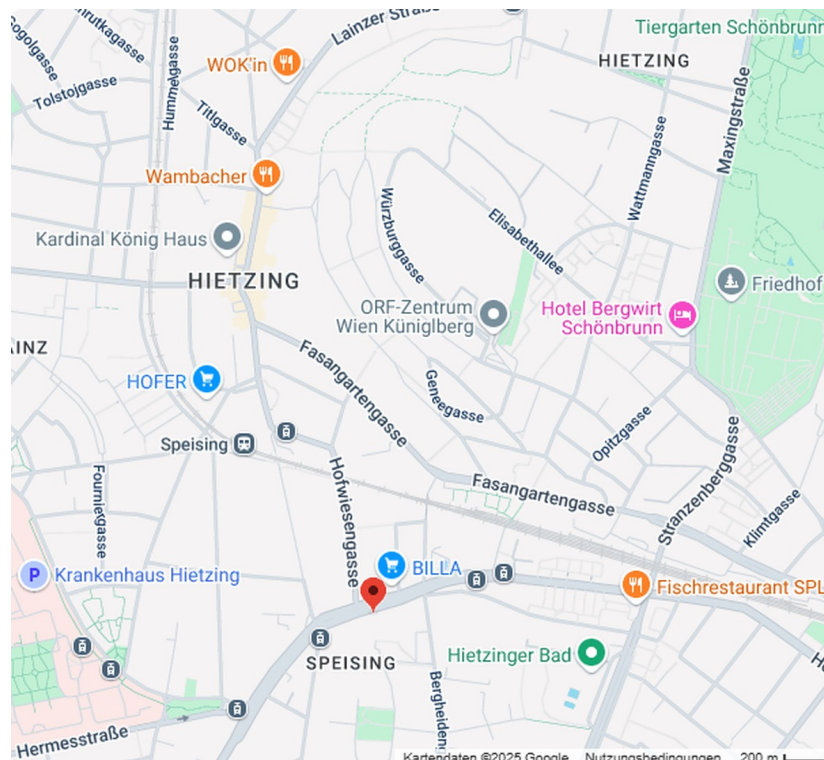 Lainzer Straße
Tiergarten Schönbrunn
WOK'in
HIETZING
Tolstojgasse
Hummelgasse
Titlgasse
Maxingstraße
Wattmanngasse
Wambacher
Würzburggasse
Elisabethallee
Kardinal König Haus
HIETZING
ORF-Zentrum
Wien Küniglberg
Hotel Bergwirt
Schönbrunn
Friedhof
AINZ
Fasangartengasse
HOFER
Geneegasse
Opitzgasse
Speising
Stranzenberggasse
Fourniergasse
Hofwiesengasse
Fasangartengasse
Klimtgasse
P
Krankenhaus Hietzing
BILLA
Fischrestaurant SPL
SPEISING
Hietzinger Bad
Bergheiden
Hermesstraße
Kartendaten ©2025 Google
Nutzungsbedingungen
200 m